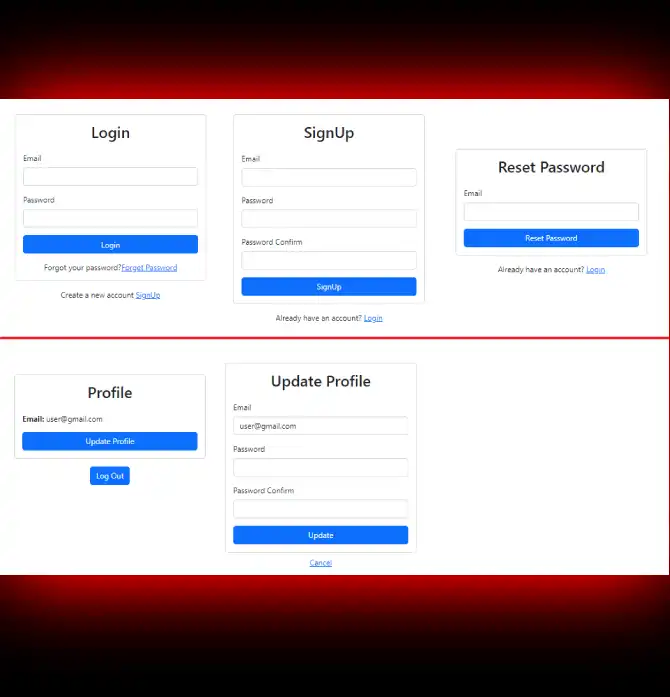 Login
Email
Password
Login
Forgot your password?Forget Password
Create a new account SignUp
SignUp
Email
Password
Password Confirm
SignUp
Already have an account? Login
Reset Password
Email
Reset Password
Already have an account? Login
Profile
Email: user@gmail.com
Update Profile
Log Out
Update Profile
Email
user@gmail.com
Password
Password Confirm
Update
Cancel